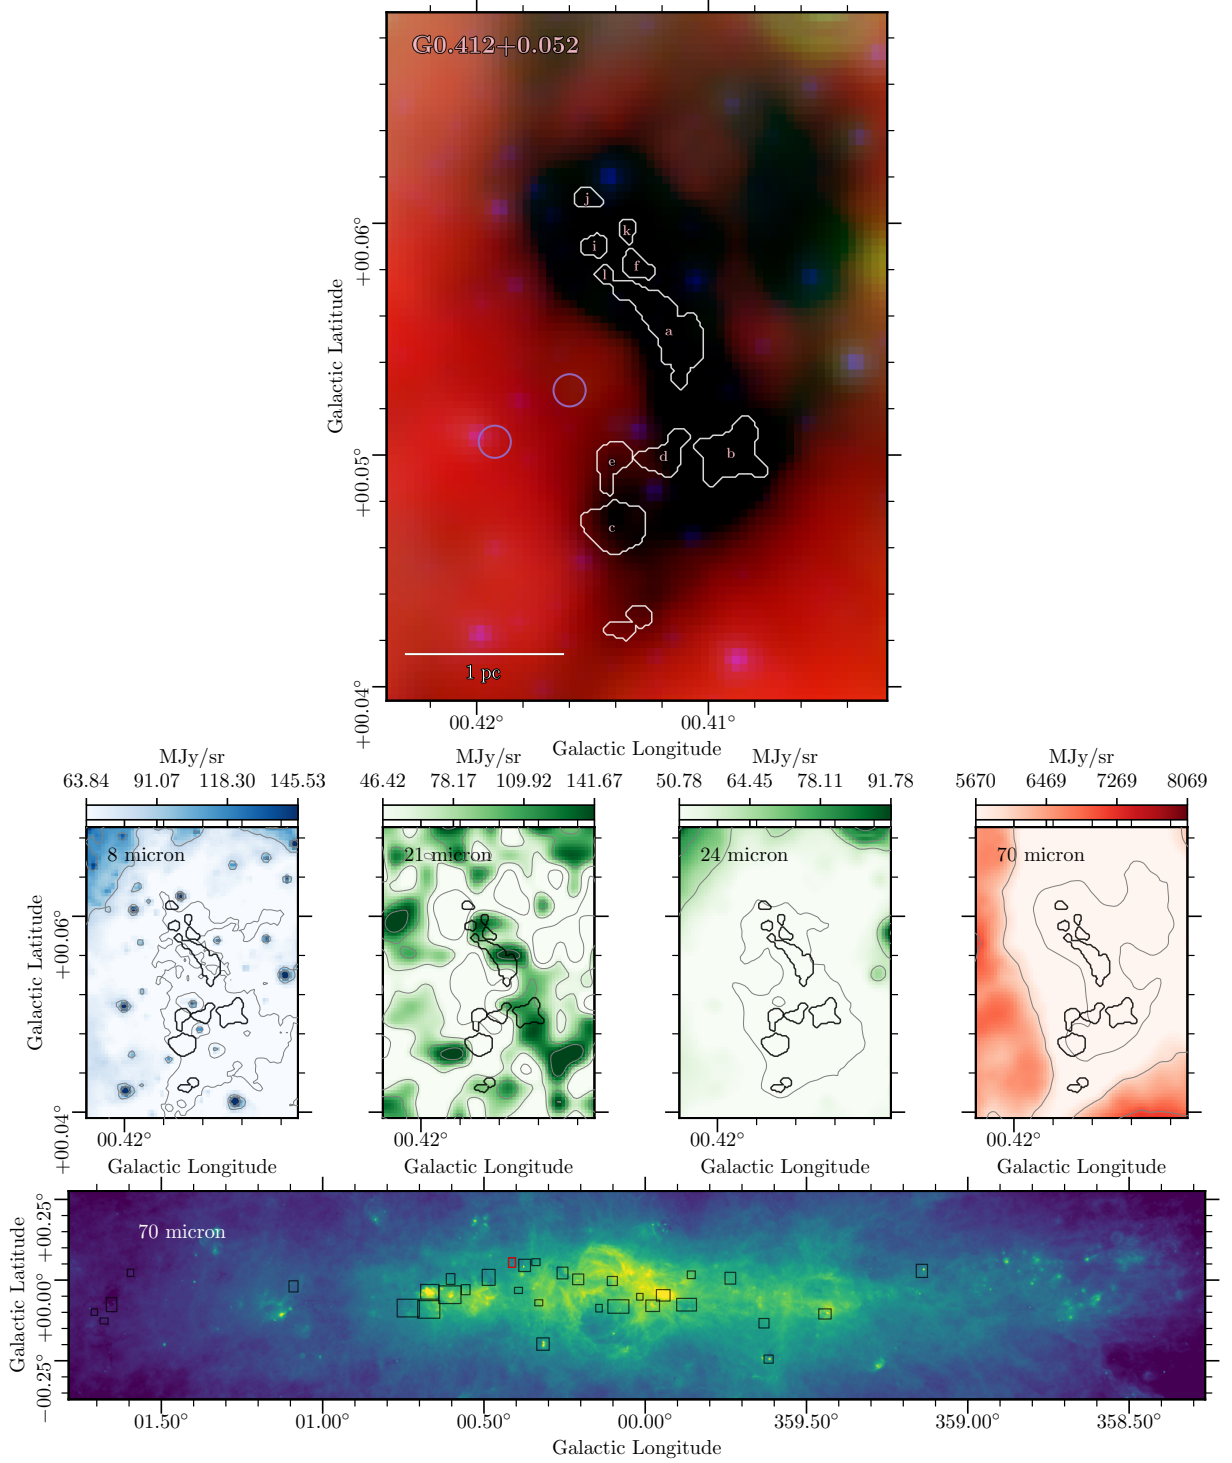 G0.412+0.052
j
k
i
f
l
a
e
d
b
c
1 pc
+00.06°
+00.05°
+00.04°
Galactic Latitude
00.42°
00.41°
Galactic Longitude
MJy/sr
63.84 91.07 118.30 145.53
8 micron
MJy/sr
46.42 78.17 109.92 141.67
21 micron
MJy/sr
50.78 64.45 78.11 91.78
24 micron
MJy/sr
5670 6469 7269 8069
70 micron
+00.06°
+00.04°
Galactic Latitude
00.42°
Galactic Longitude
00.42°
Galactic Longitude
00.42°
Galactic Longitude
00.42°
Galactic Longitude
70 micron
+00.25°
+00.00°
−00.25°
Galactic Latitude
01.50° 01.00° 00.50° 00.00° 359.50° 359.00° 358.50°
Galactic Longitude